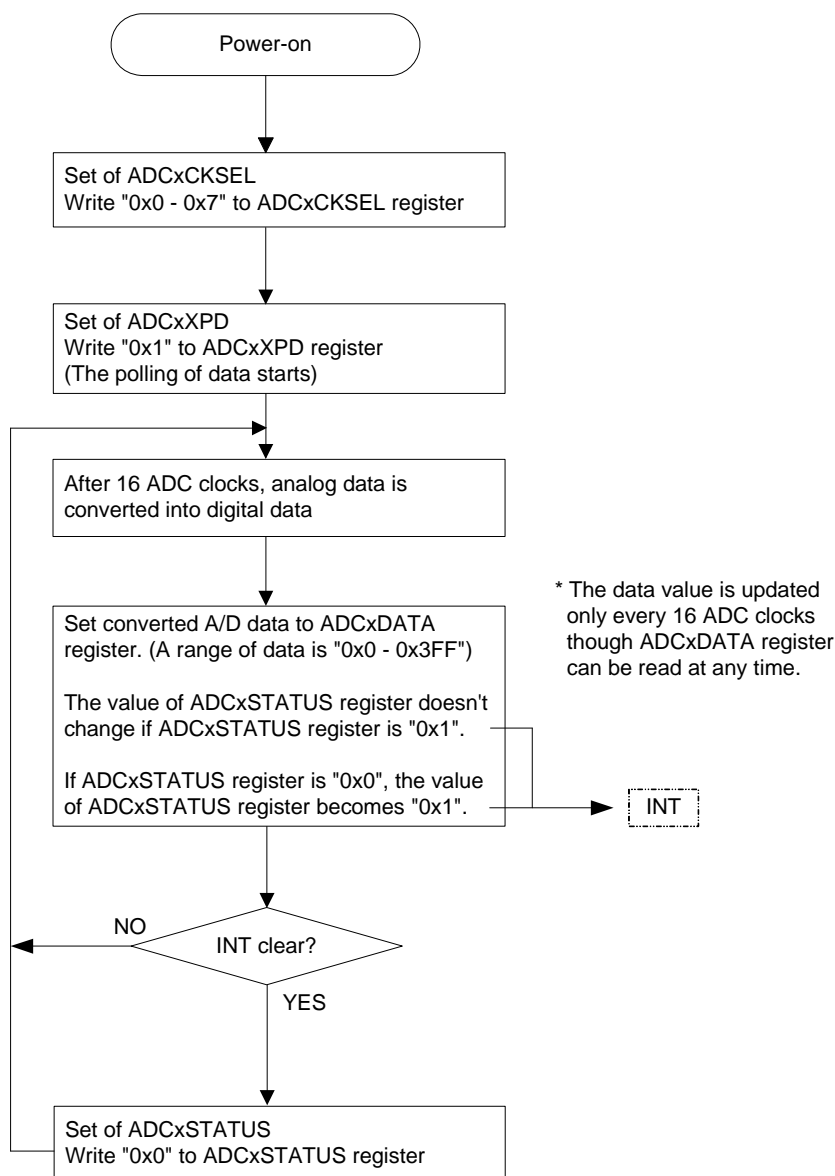 Power-on
Set of ADCxCKSEL
Write "0x0 - 0x7" to ADCxCKSEL register
Set of ADCxXPD
Write "0x1" to ADCxXPD register
(The polling of data starts)
After 16 ADC clocks, analog data is
converted into digital data
Set converted A/D data to ADCxDATA
register. (A range of data is "0x0 - 0x3FF")
The value of ADCxSTATUS register doesn't
change if ADCxSTATUS register is "0x1".
If ADCxSTATUS register is "0x0", the value
of ADCxSTATUS register becomes "0x1".
* The data value is updated
only every 16 ADC clocks
though ADCxDATA register
can be read at any time.
INT
NO
INT clear?
YES
Set of ADCxSTATUS
Write "0x0" to ADCxSTATUS register